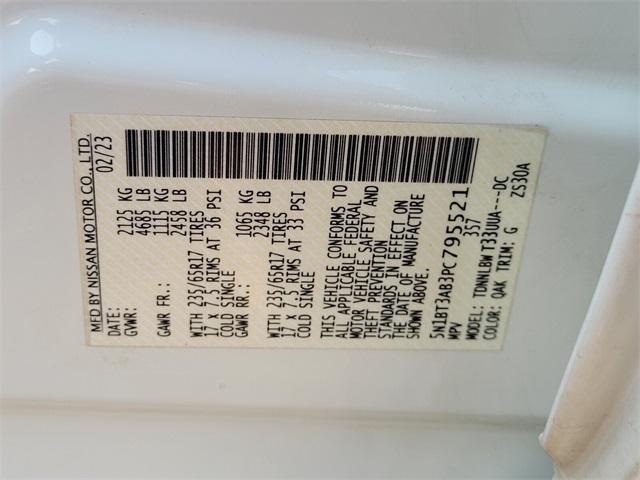 MFD BY NISSAN MOTOR CO., LTD.
DATE: 02/23
GVWR: 2125 KG
4685 LB
GAWR FR.: 1115 KG
2458 LB
WITH 235/65R17 TIRES
17 X 7.5 RIMS AT 36 PSI
COLD SINGLE
GAWR RR.: 1065 KG
2348 LB
WITH 235/65R17 TIRES
17 X 7.5 RIMS AT 33 PSI
COLD SINGLE
THIS VEHICLE CONFORMS TO
ALL APPLICABLE FEDERAL
MOTOR VEHICLE SAFETY AND
THEFT PREVENTION
STANDARDS IN EFFECT ON
THE DATE OF MANUFACTURE
SHOWN ABOVE.
5N1BT3AB3PC795521
MPV 357
MODEL: TDNNLBW T33UUA---DC
COLOR: QAK TRIM: G ZS30A